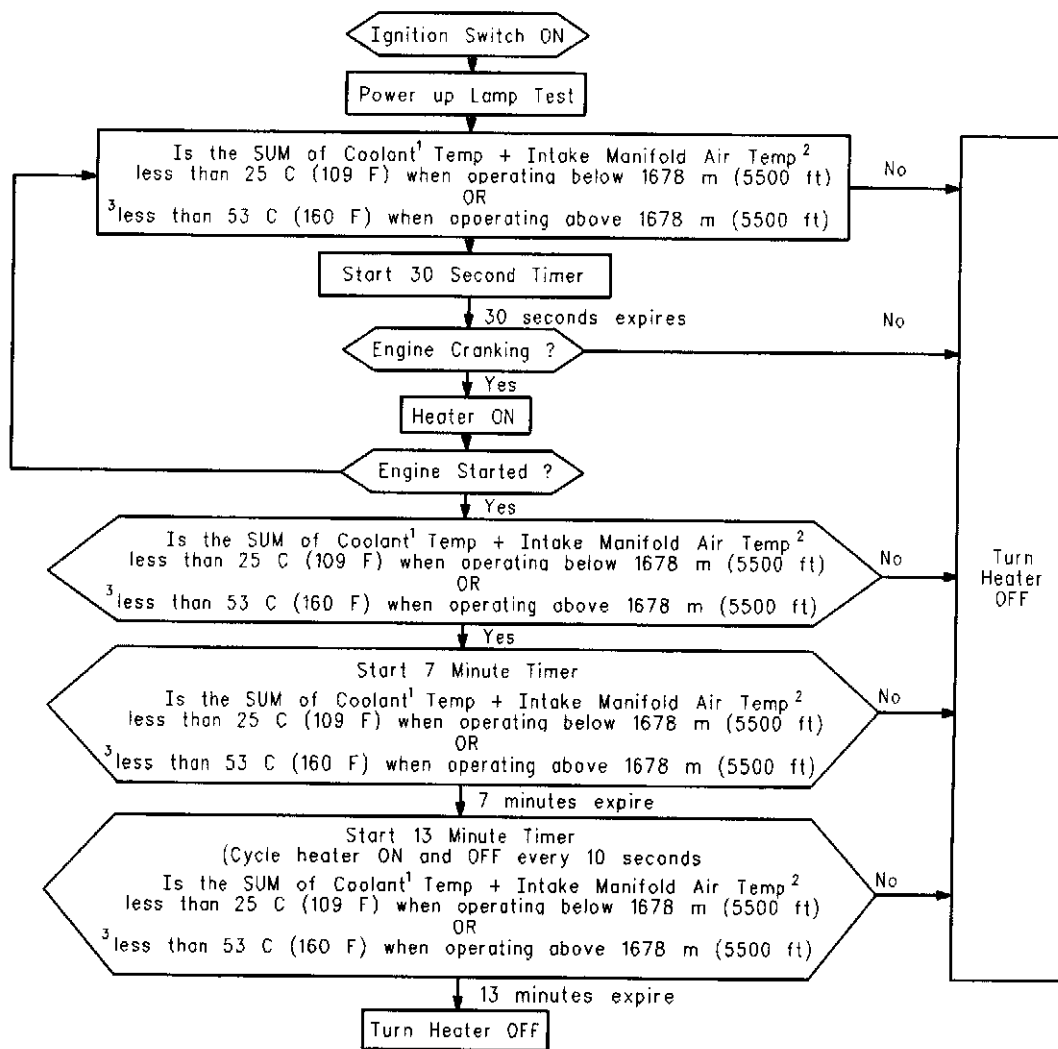 Ignition Switch ON
Power up Lamp Test
Is the SUM of Coolant¹ Temp + Intake Manifold Air Temp²
less than 25 C (109 F) when operating below 1678 m (5500 ft)
OR
³less than 53 C (160 F) when opoerating above 1678 m (5500 ft)
No
Start 30 Second Timer
30 seconds expires
No
Engine Cranking ?
Yes
Heater ON
Engine Started ?
Yes
Is the SUM of Coolant¹ Temp + Intake Manifold Air Temp²
less than 25 C (109 F) when operating below 1678 m (5500 ft)
OR
³less than 53 C (160 F) when operating above 1678 m (5500 ft)
No
Turn
Heater
OFF
Yes
Start 7 Minute Timer
Is the SUM of Coolant¹ Temp + Intake Manifold Air Temp²
less than 25 C (109 F) when operating below 1678 m (5500 ft)
OR
³less than 53 C (160 F) when operating above 1678 m (5500 ft)
No
7 minutes expire
Start 13 Minute Timer
(Cycle heater ON and OFF every 10 seconds
Is the SUM of Coolant¹ Temp + Intake Manifold Air Temp²
less than 25 C (109 F) when operating below 1678 m (5500 ft)
OR
³less than 53 C (160 F) when operating above 1678 m (5500 ft)
No
13 minutes expire
Turn Heater OFF